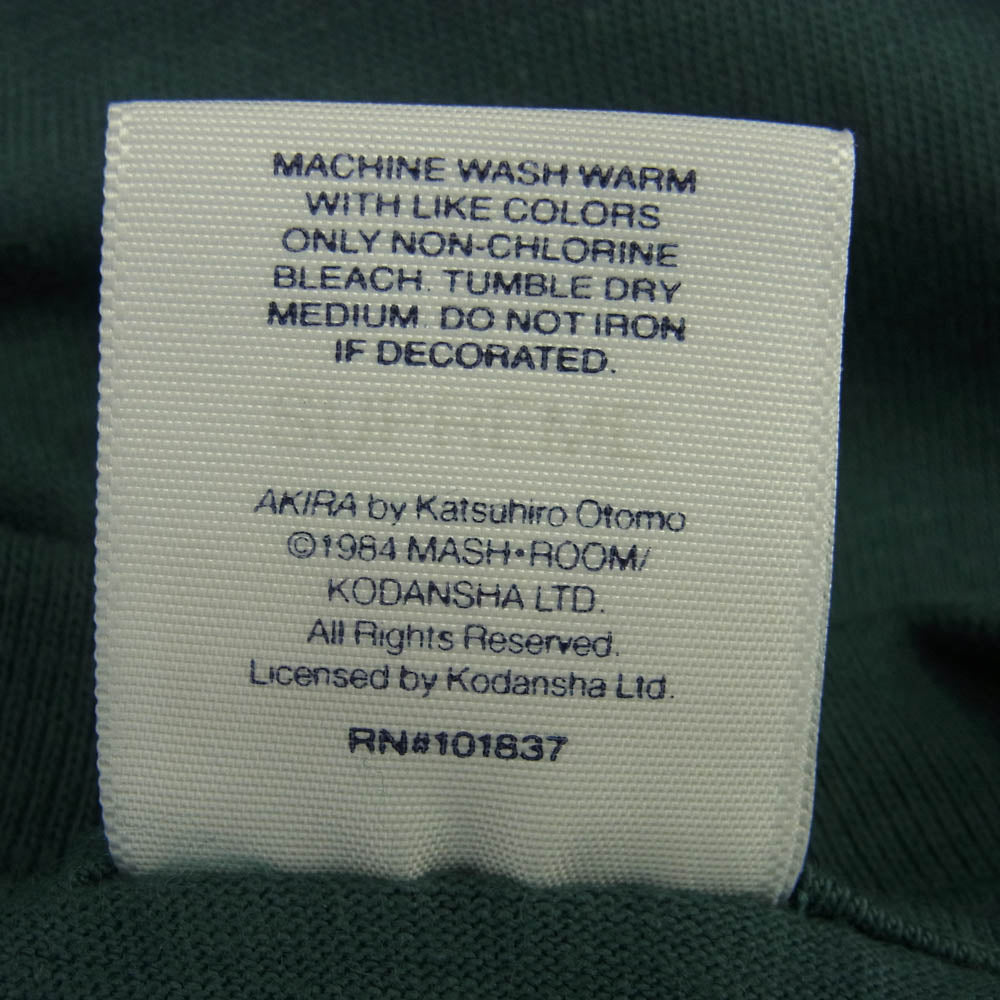 MACHINE WASH WARM
WITH LIKE COLORS
ONLY NON-CHLORINE
BLEACH. TUMBLE DRY
MEDIUM. DO NOT IRON
IF DECORATED.
AKIRA by Katsuhiro Otomo
©1984 MASH•ROOM/
KODANSHA LTD.
All Rights Reserved.
Licensed by Kodansha Ltd.
RN#101837